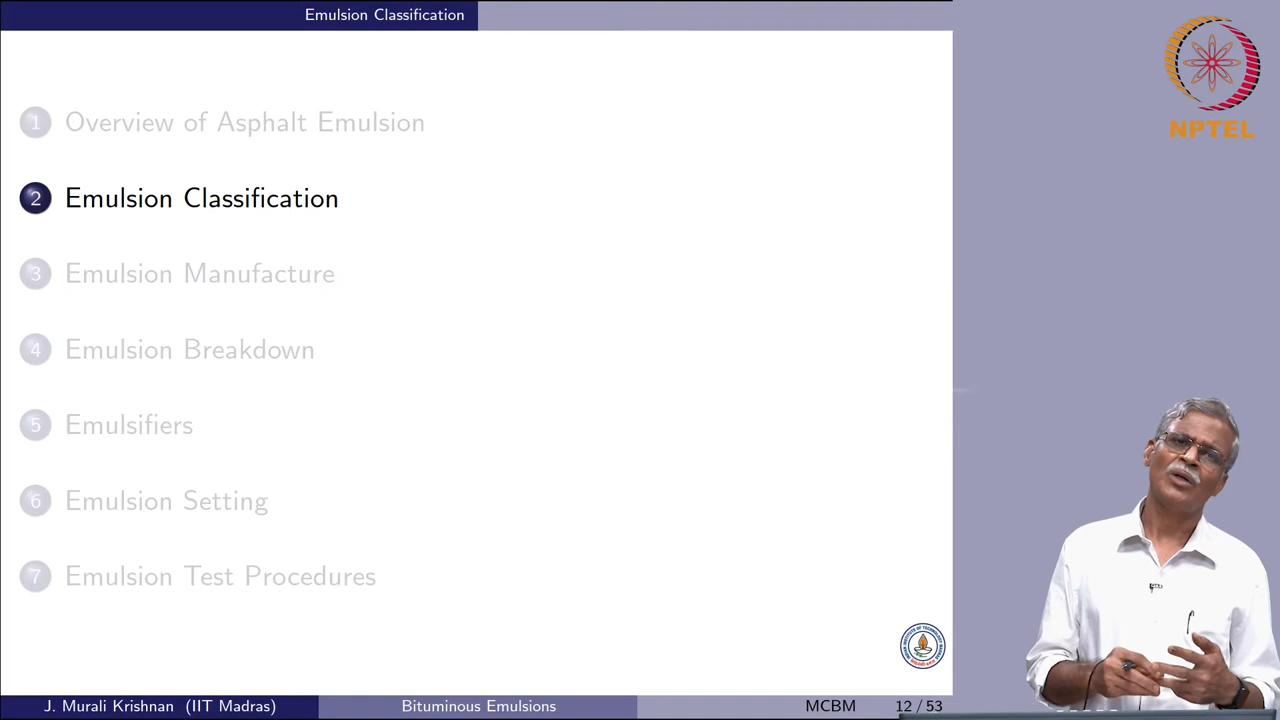 Emulsion Classification
1 Overview of Asphalt Emulsion
2 Emulsion Classification
3 Emulsion Manufacture
4 Emulsion Breakdown
5 Emulsifiers
6 Emulsion Setting
7 Emulsion Test Procedures
J. Murali Krishnan (IIT Madras) Bituminous Emulsions MCBM 12 / 53
NPTEL